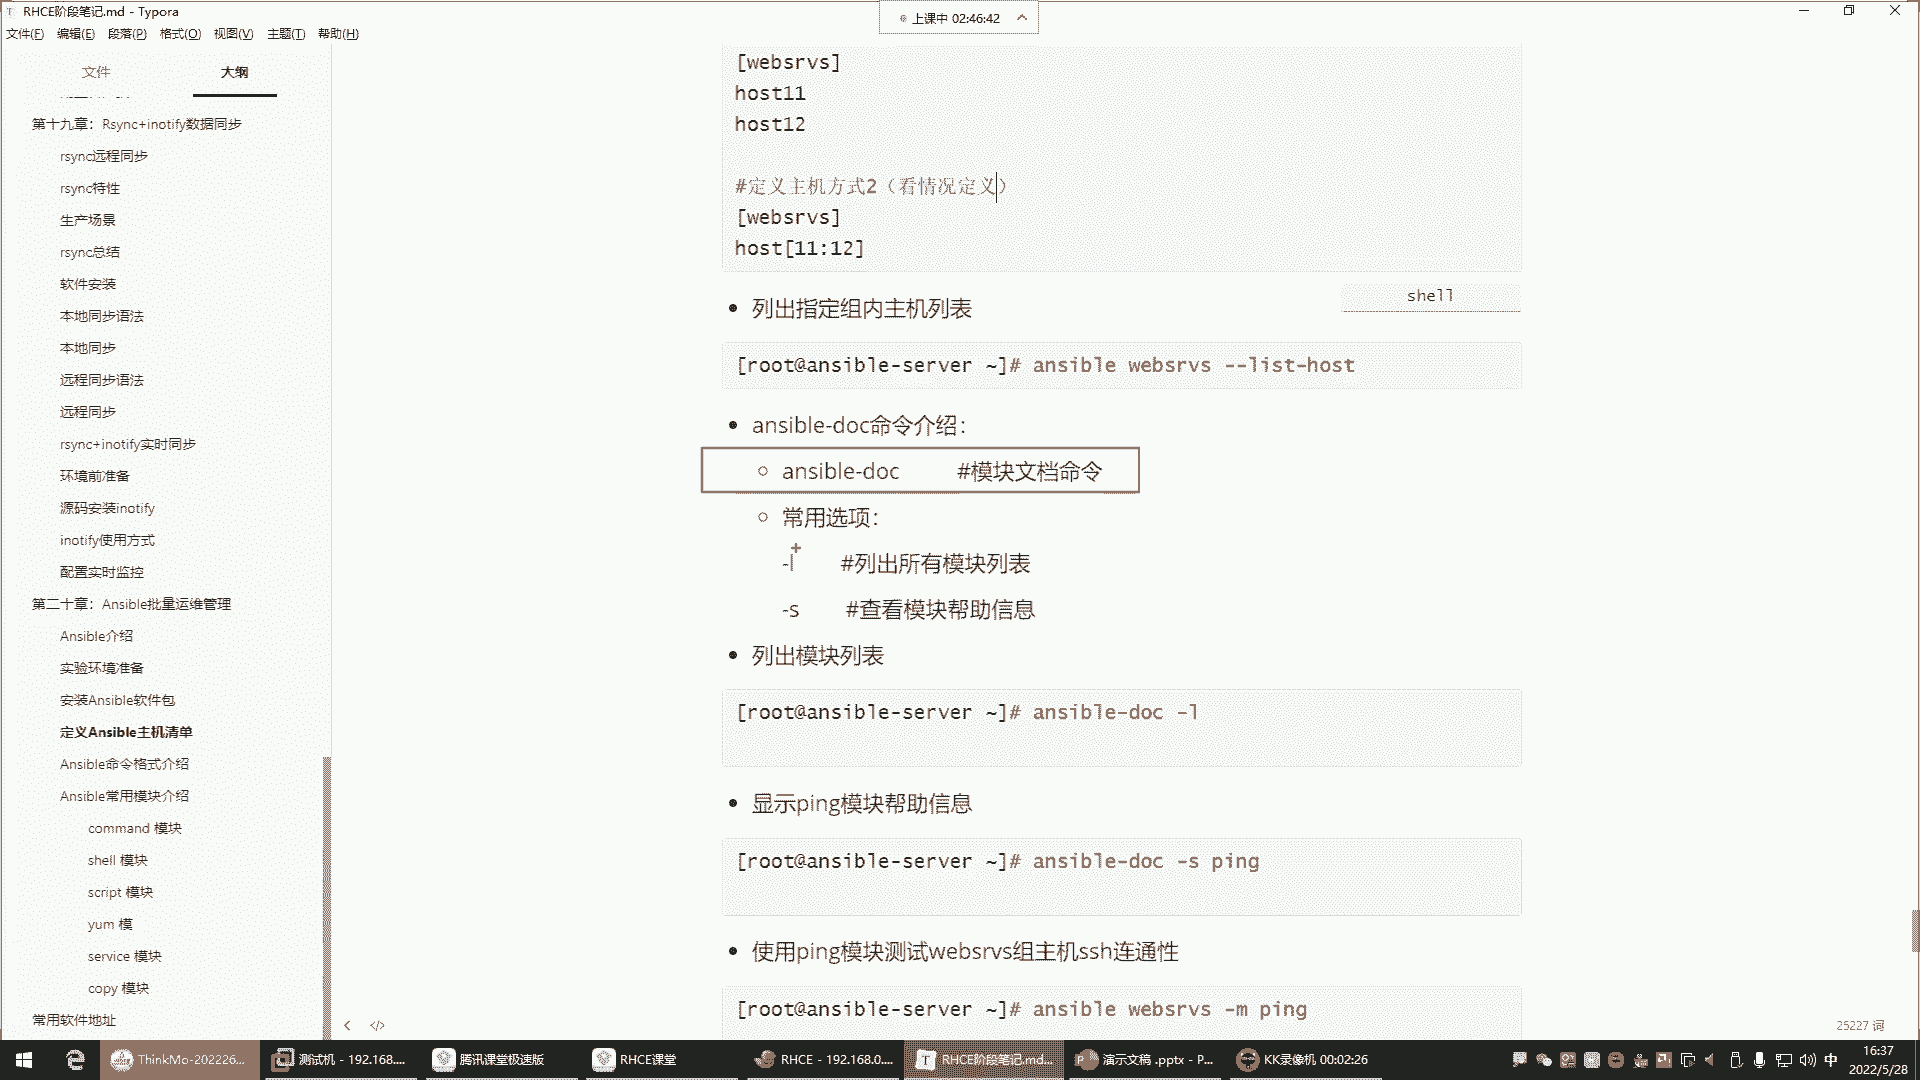 RHCE阶段笔记.md - Typora
上课中 02:46:42
文件(F) 编辑(E) 段落(P) 格式(O) 视图(V) 主题(T) 帮助(H)
文件 大纲
第十九章：Rsync+inotify数据同步
rsync远程同步
rsync特性
生产场景
rsync总结
软件安装
本地同步语法
本地同步
远程同步语法
远程同步
rsync+inotify实时同步
环境前准备
源码安装inotify
inotify使用方式
配置实时监控
第二十章：Ansible批量运维管理
Ansible介绍
实验环境准备
安装Ansible软件包
定义Ansible主机清单
Ansible命令格式介绍
Ansible常用模块介绍
command 模块
shell 模块
script 模块
yum 模
service 模块
copy 模块
常用软件地址
[websrvs]
host11
host12
#定义主机方式2（看情况定义）
[websrvs]
host[11:12]
shell
列出指定组内主机列表
[root@ansible-server ~]# ansible websrvs --list-host
ansible-doc命令介绍：
ansible-doc #模块文档命令
常用选项：
-l #列出所有模块列表
-s #查看模块帮助信息
列出模块列表
[root@ansible-server ~]# ansible-doc -l
显示ping模块帮助信息
[root@ansible-server ~]# ansible-doc -s ping
使用ping模块测试websrvs组主机ssh连通性
[root@ansible-server ~]# ansible websrvs -m ping
25227 词
ThinkMo-202226... 测试机 - 192.168.... 腾讯课堂极速版 RHCE课堂 RHCE - 192.168.0.... RHCE阶段笔记.md... 演示文稿 .pptx - P... KK录像机 00:02:26 中 16:37
2022/5/28